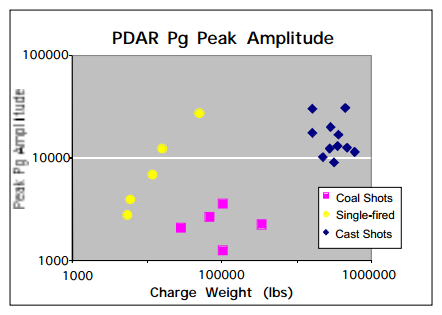 PDAR Pg Peak Amplitude
100000
10000
1000
Peak Pg Amplitude
Coal Shots
Single-fired
Cast Shots
1000
100000
1000000
Charge Weight (lbs)